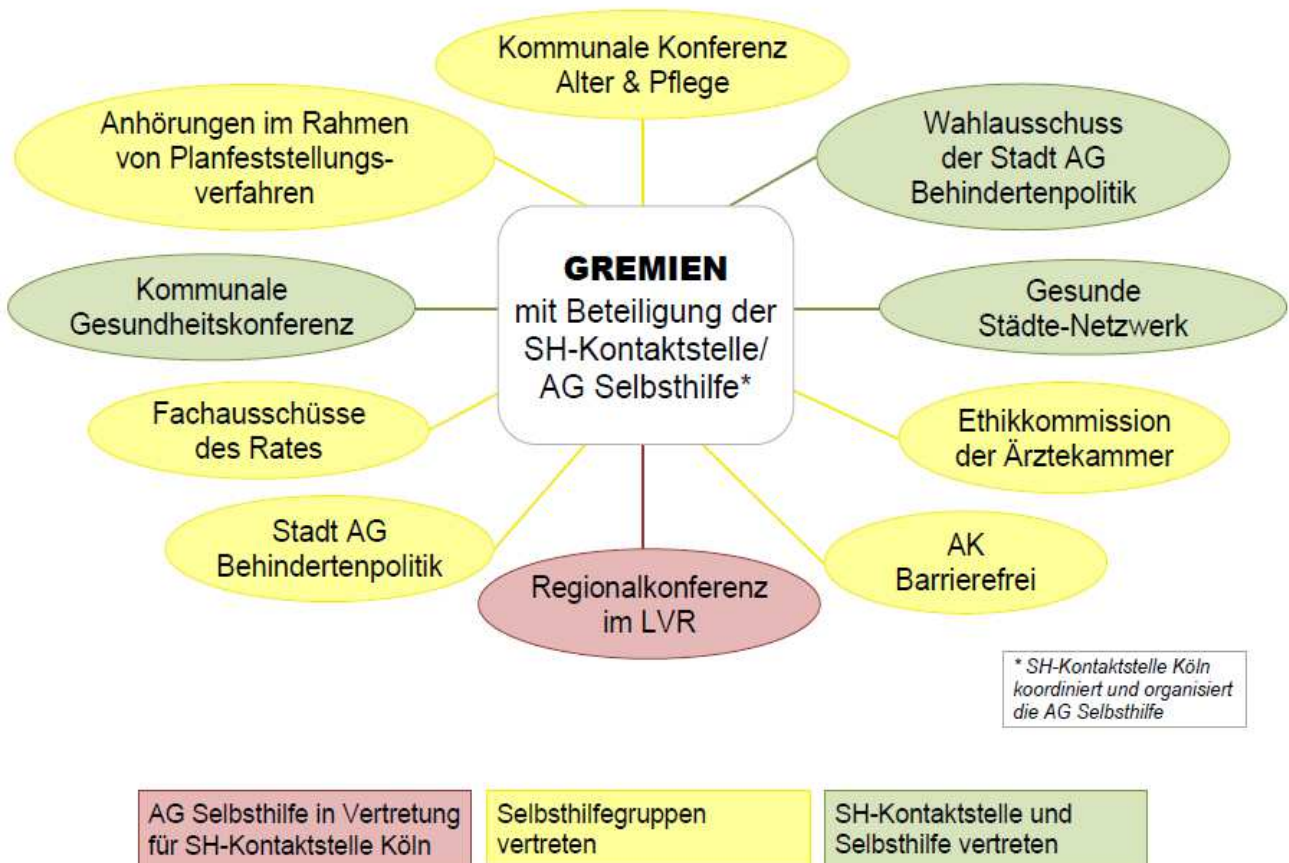 Kommunale Konferenz
Alter & Pflege
Anhörungen im Rahmen
von Planfeststellungs-
verfahren
Wahlausschuss
der Stadt AG
Behindertenpolitik
GREMIEN
mit Beteiligung der
SH-Kontaktstelle/
AG Selbsthilfe*
Kommunale
Gesundheitskonferenz
Gesunde
Städte-Netzwerk
Fachausschüsse
des Rates
Ethikkommission
der Ärztekammer
Stadt AG
Behindertenpolitik
AK
Barrierefrei
Regionalkonferenz
im LVR
* SH-Kontaktstelle Köln
koordiniert und organisiert
die AG Selbsthilfe
AG Selbsthilfe in Vertretung
für SH-Kontaktstelle Köln
Selbsthilfegruppen
vertreten
SH-Kontaktstelle und
Selbsthilfe vertreten